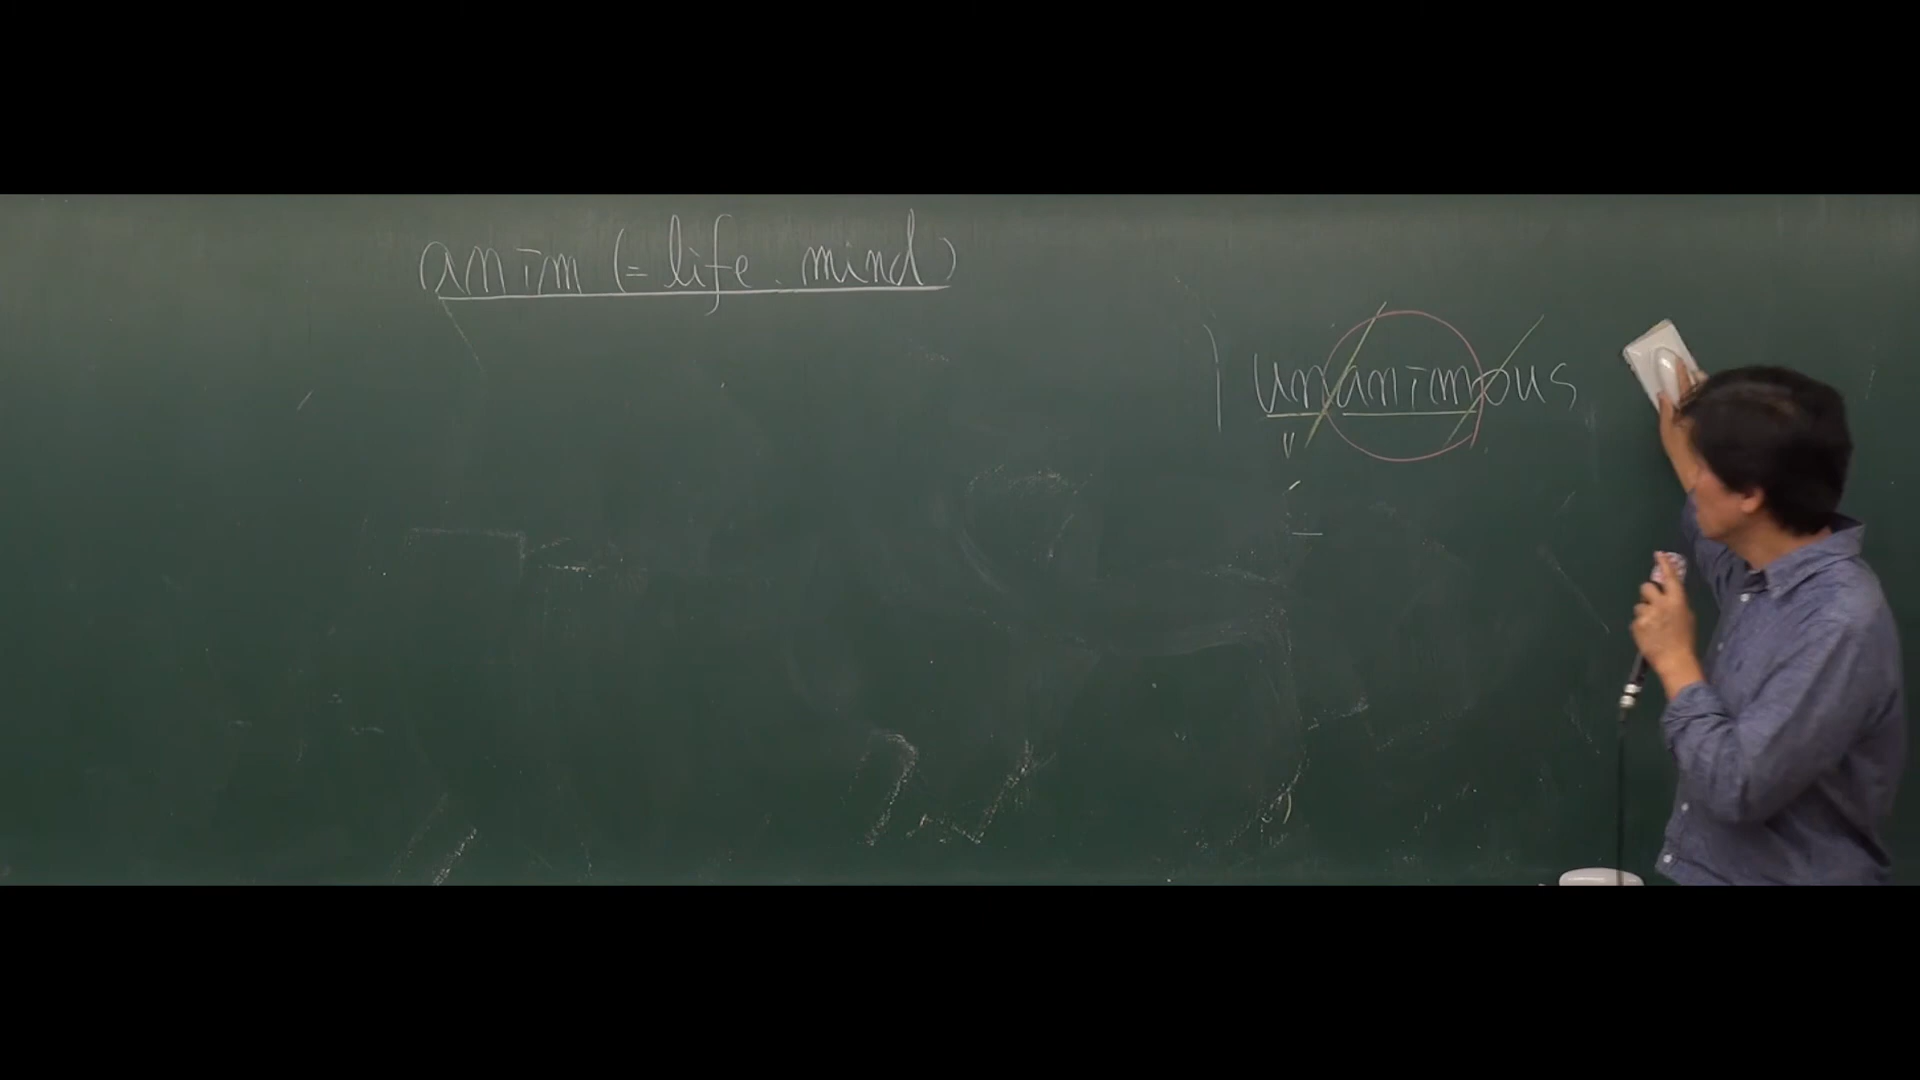 anim (= life. mind)
unanimous